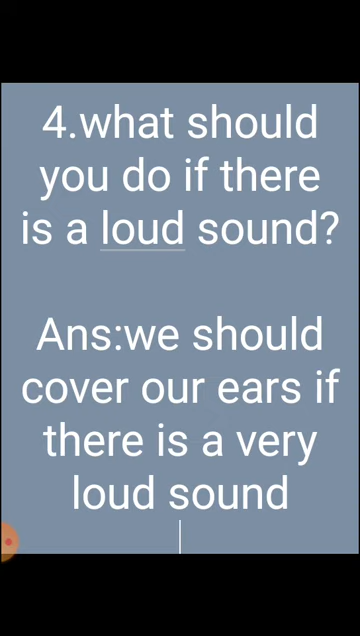 4.what should
you do if there
is a loud sound?
Ans:we should
cover our ears if
there is a very
loud sound